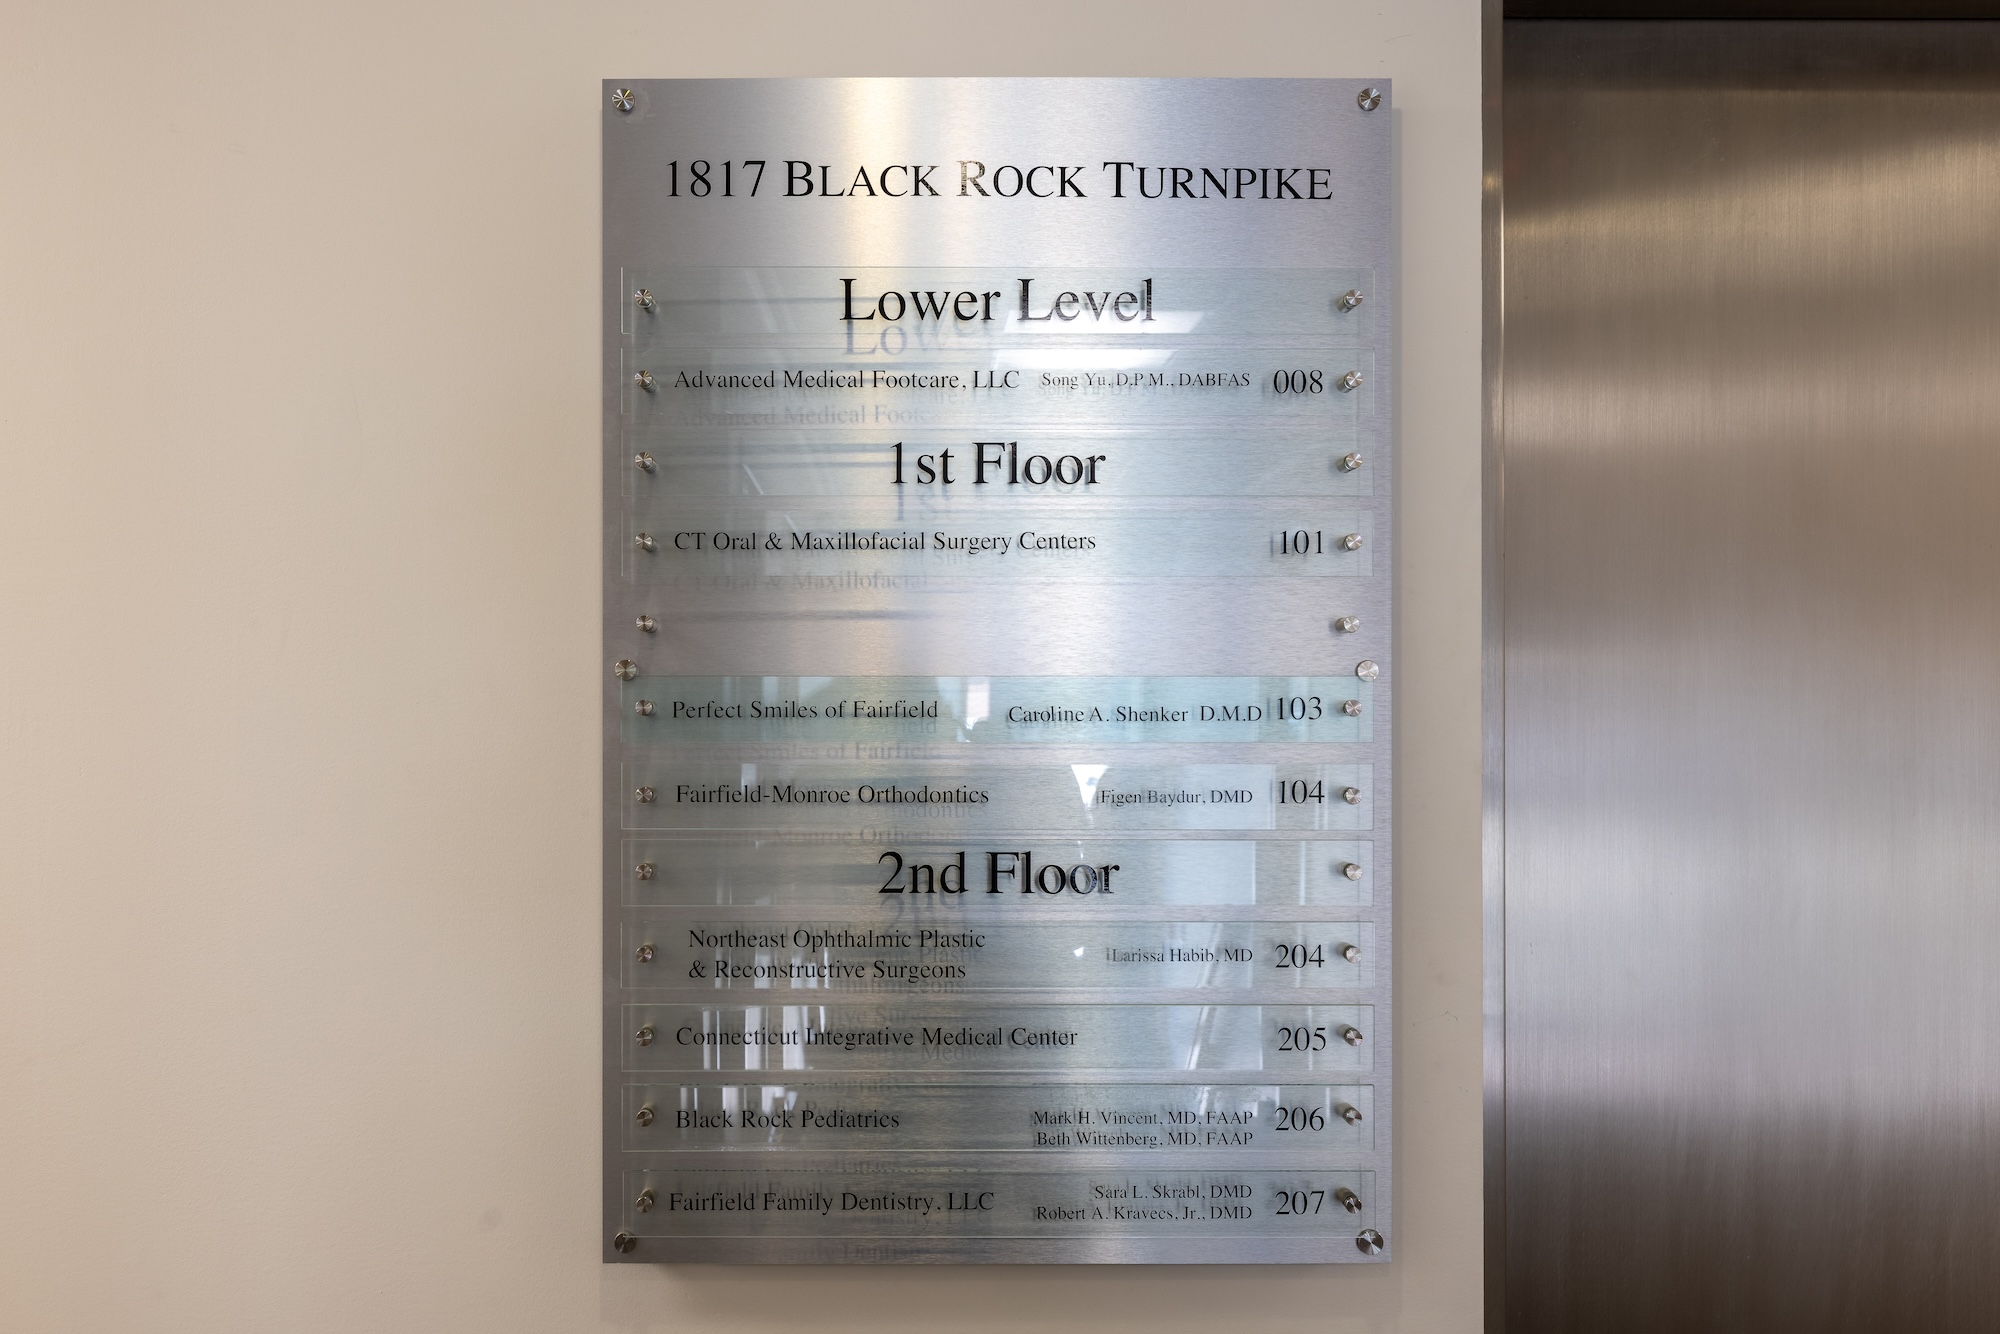 1817 BLACK ROCK TURNPIKE
Lower Level
Advanced Medical Footcare, LLC Song Yu, D.P.M., DABFAS 008
1st Floor
CT Oral & Maxillofacial Surgery Centers 101
Perfect Smiles of Fairfield Caroline A. Shenker D.M.D 103
Fairfield-Monroe Orthodontics Figen Baydur, DMD 104
2nd Floor
Northeast Ophthalmic Plastic
& Reconstructive Surgeons Larissa Habib, MD 204
Connecticut Integrative Medical Center 205
Black Rock Pediatrics Mark H. Vincent, MD, FAAP
Beth Wittenberg, MD, FAAP 206
Fairfield Family Dentistry, LLC Sara L. Skrabl, DMD
Robert A. Kravecs, Jr., DMD 207